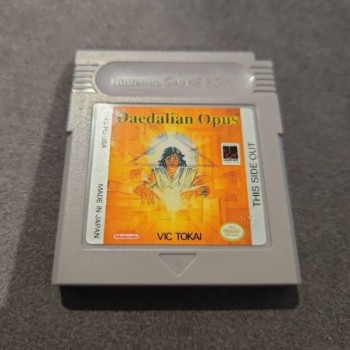 Nintendo GAME BOY
Daedalian Opus
MADE IN JAPAN
THIS SIDE OUT
Nintendo
VIC TOKAI